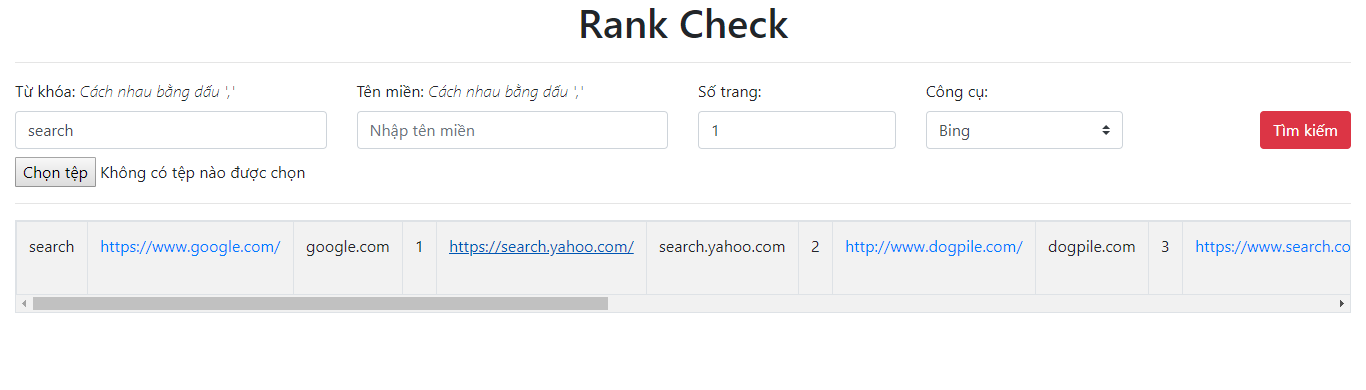 Rank Check
Từ khóa: Cách nhau bằng dấu ',' Tên miền: Cách nhau bằng dấu ',' Số trang: Công cụ:
search Nhập tên miền 1 Bing Tìm kiếm
Chọn tệp Không có tệp nào được chọn
search https://www.google.com/ google.com 1 https://search.yahoo.com/ search.yahoo.com 2 http://www.dogpile.com/ dogpile.com 3 https://www.search.co